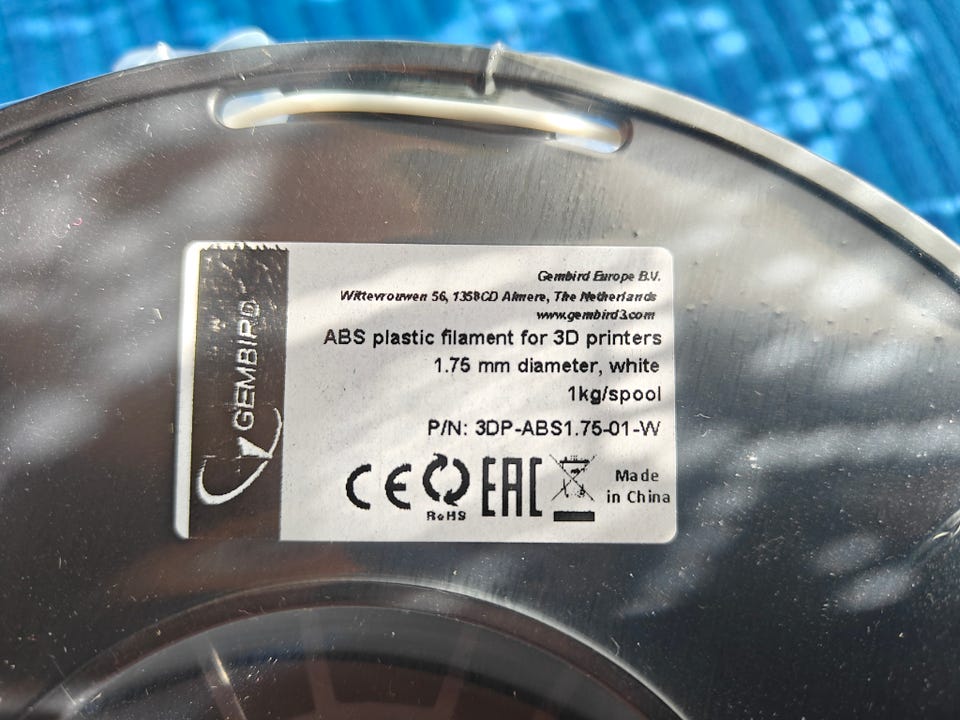 GEMBIRD
Gembird Europe B.V.
Wittevrouwen 56, 1358CD Almere, The Netherlands
www.gembird3.com
ABS plastic filament for 3D printers
1.75 mm diameter, white
1kg/spool
P/N: 3DP-ABS1.75-01-W
CE RoHS EAC Made
in China